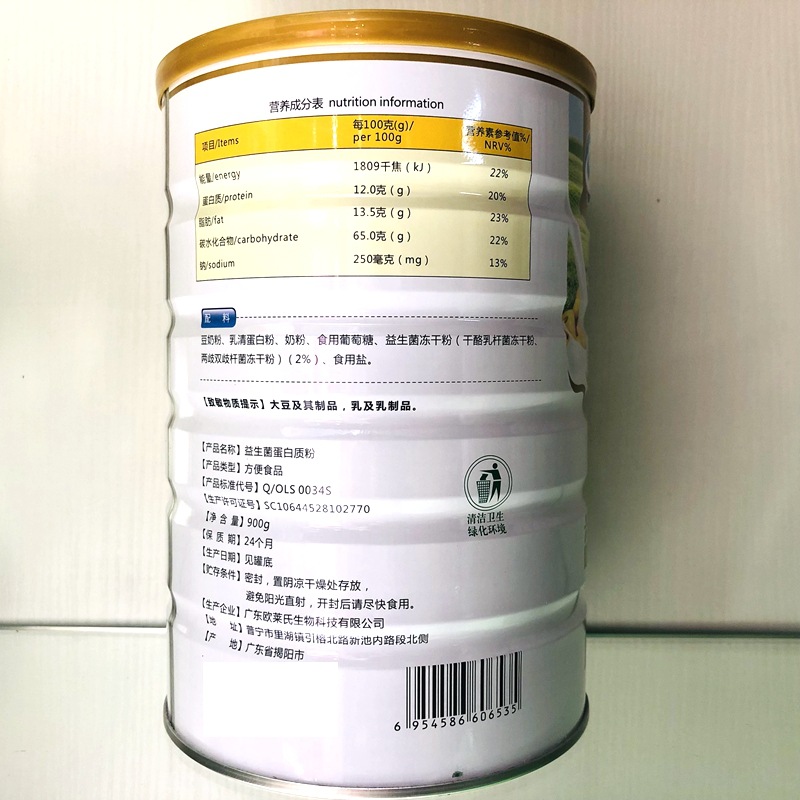 营养成分表 nutrition information
项目/Items 每100克(g)/ per 100g 营养素参考值%/ NRV%
能量/energy 1809千焦（kJ） 22%
蛋白质/protein 12.0克（g） 20%
脂肪/fat 13.5克（g） 23%
碳水化合物/carbohydrate 65.0克（g） 22%
钠/sodium 250毫克（mg） 13%
配 料
豆奶粉、乳清蛋白粉、奶粉、食用葡萄糖、益生菌冻干粉（干酪乳杆菌冻干粉、
两歧双歧杆菌冻干粉）（2%）、食用盐。
【致敏物质提示】大豆及其制品，乳及乳制品。
【产品名称】益生菌蛋白质粉
【产品类型】方便食品
【产品标准代号】Q/OLS 0034S
【生产许可证号】SC10644528102770
【净 含 量】900g
【保 质 期】24个月
【生产日期】见罐底
【贮存条件】密封，置阴凉干燥处存放，
避免阳光直射，开封后请尽快食用。
【生产企业】广东欧莱氏生物科技有限公司
【地 址】普宁市里湖镇引榕北路新池内路段北侧
【产 地】广东省揭阳市
清洁卫生
绿化环境
6 954586 606535